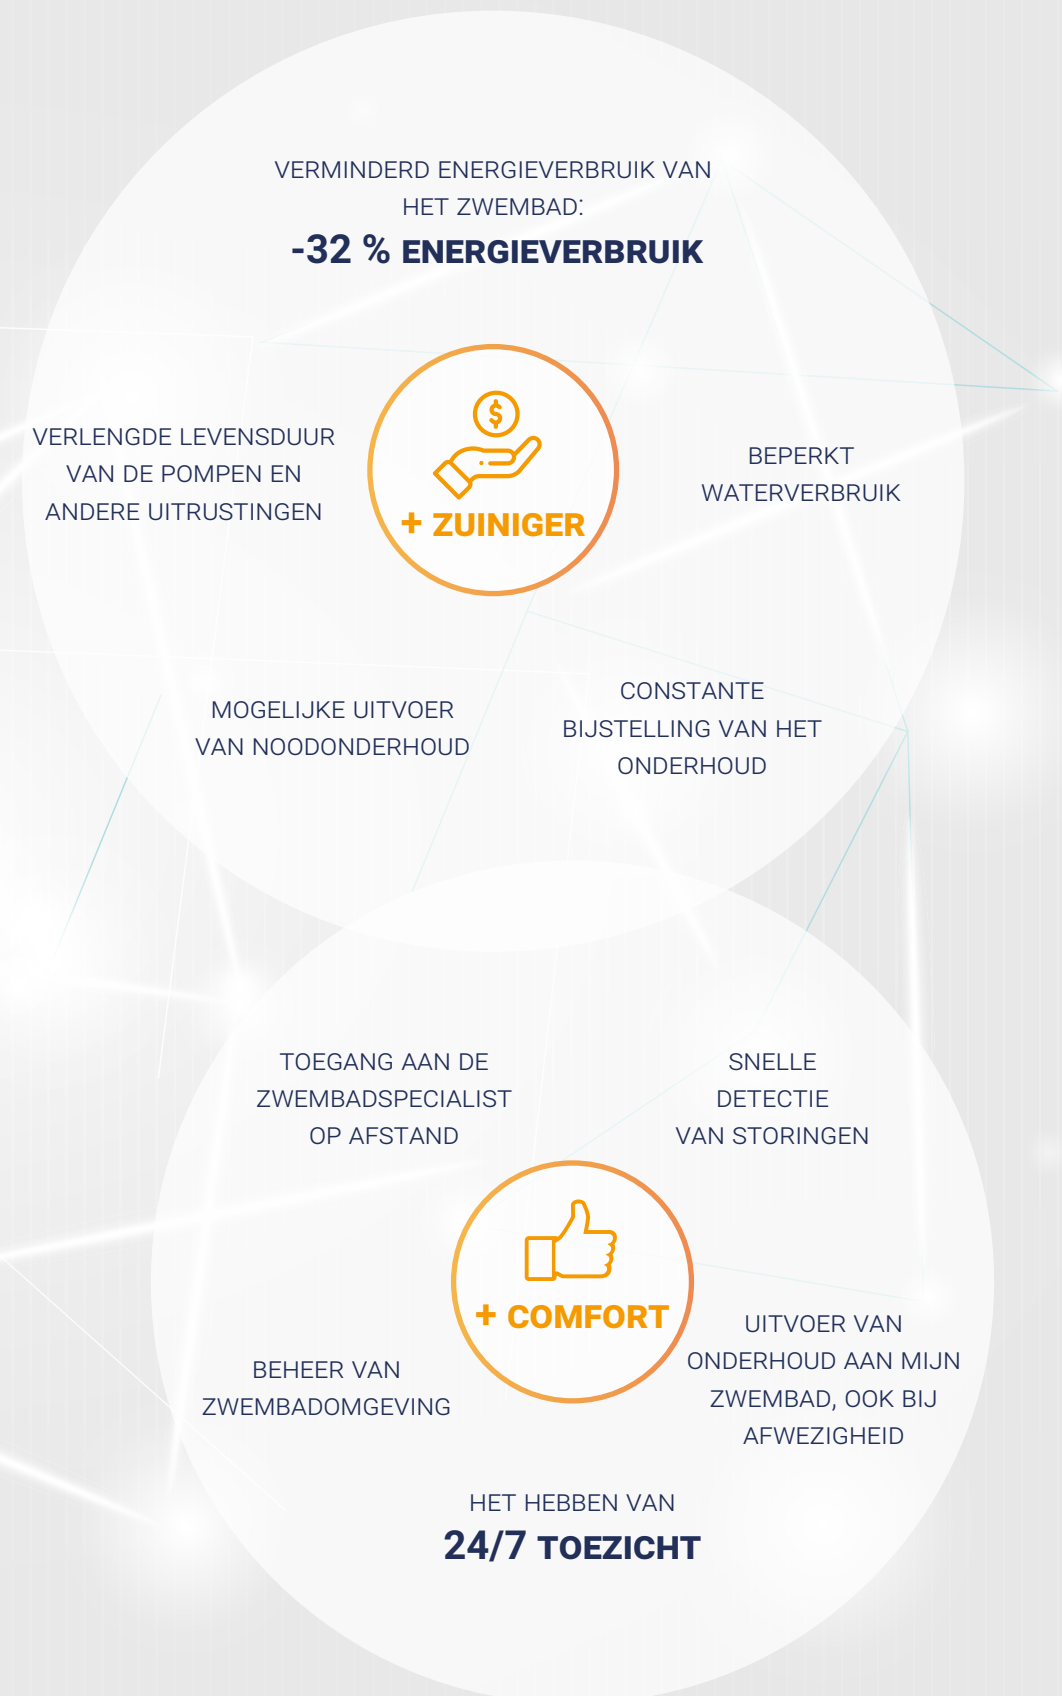 VERMINDERD ENERGIEVERBRUIK VAN
HET ZWEMBAD:
-32 % ENERGIEVERBRUIK
VERLENGDE LEVENSDUUR
VAN DE POMPEN EN
ANDERE UITRUSTINGEN
$
+ ZUINIGER
BEPERKT
WATERVERBRUIK
MOGELIJKE UITVOER
VAN NOODONDERHOUD
CONSTANTE
BIJSTELLING VAN HET
ONDERHOUD
TOEGANG AAN DE
ZWEMBADSPECIALIST
OP AFSTAND
SNELLE
DETECTIE
VAN STORINGEN
+ COMFORT
BEHEER VAN
ZWEMBADOMGEVING
UITVOER VAN
ONDERHOUD AAN MIJN
ZWEMBAD, OOK BIJ
AFWEZIGHEID
HET HEBBEN VAN
24/7 TOEZICHT